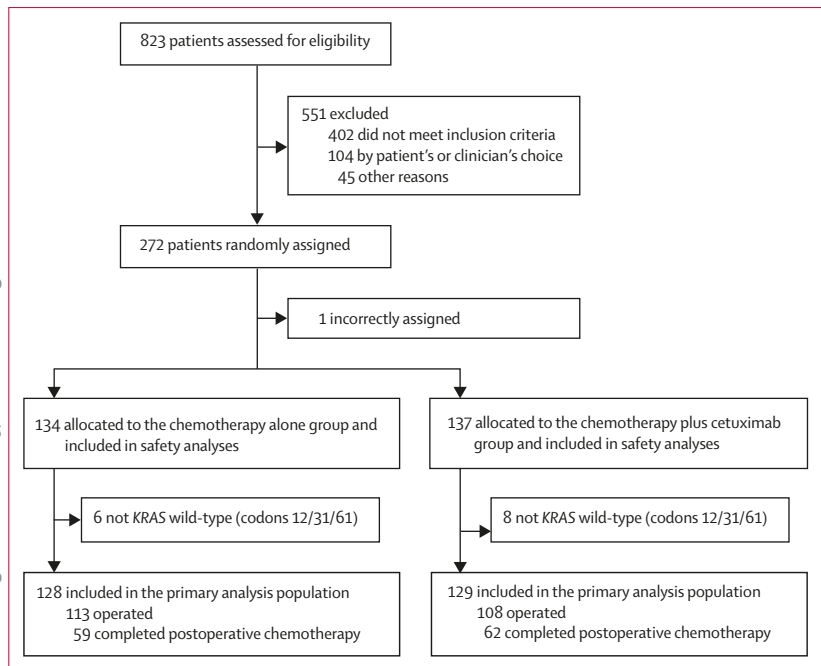 823 patients assessed for eligibility
551 excluded
402 did not meet inclusion criteria
104 by patient's or clinician's choice
45 other reasons
272 patients randomly assigned
1 incorrectly assigned
134 allocated to the chemotherapy alone group and
included in safety analyses
137 allocated to the chemotherapy plus cetuximab
group and included in safety analyses
6 not KRAS wild-type (codons 12/31/61)
8 not KRAS wild-type (codons 12/31/61)
128 included in the primary analysis population
113 operated
59 completed postoperative chemotherapy
129 included in the primary analysis population
108 operated
62 completed postoperative chemotherapy